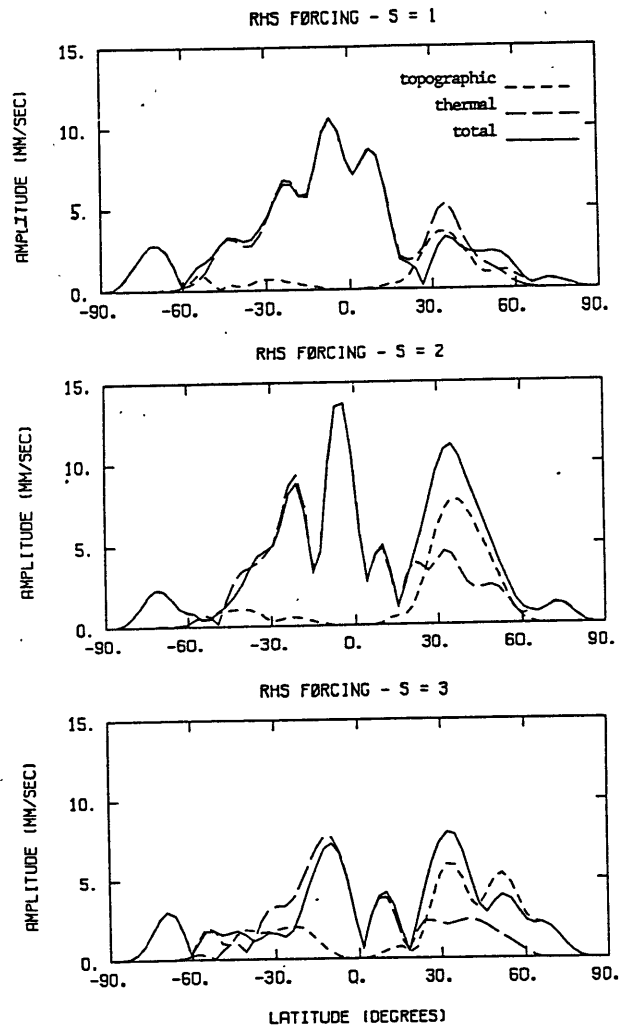 RHS FØRCING - S = 1
15.
topographic
thermal
total
10.
AMPLITUDE (MM/SEC)
5.
0.
-90. -60. -30. 0. 30. 60. 90.
RHS FØRCING - S = 2
15.
10.
AMPLITUDE (MM/SEC)
5.
0.
-90. -60. -30. 0. 30. 60. 90.
RHS FØRCING - S = 3
15.
10.
AMPLITUDE (MM/SEC)
5.
0.
-90. -60. -30. 0. 30. 60. 90.
LATITUDE (DEGREES)